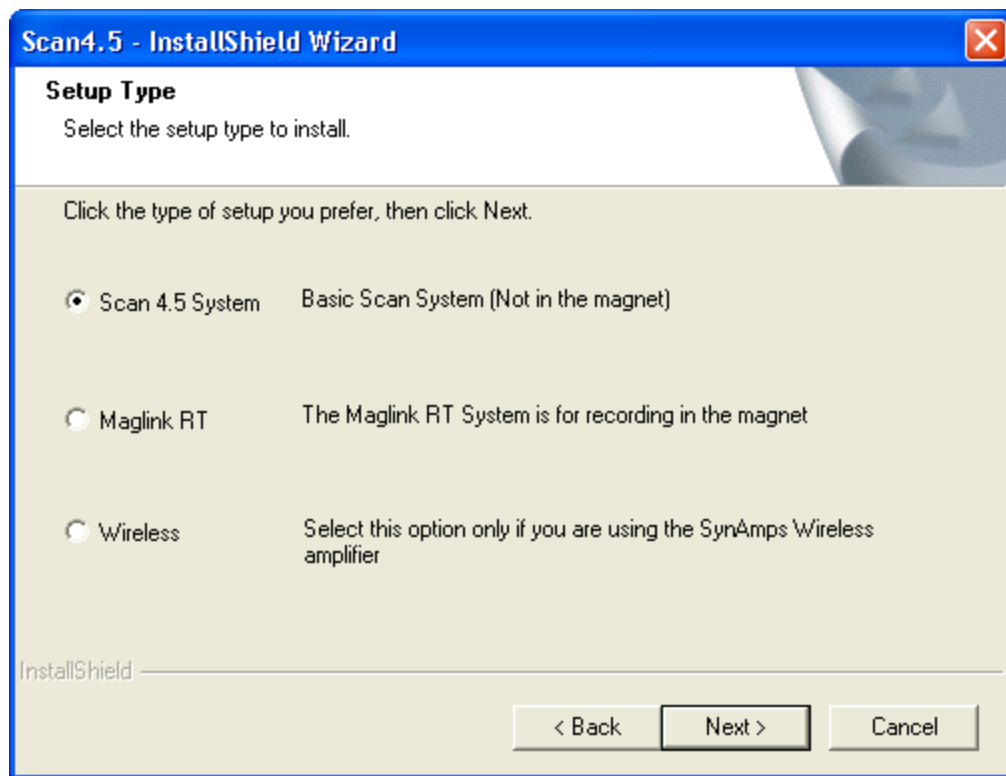 Scan4.5 - InstallShield Wizard
Setup Type
Select the setup type to install.
Click the type of setup you prefer, then click Next.
Scan 4.5 System Basic Scan System (Not in the magnet)
Maglink RT The Maglink RT System is for recording in the magnet
Wireless Select this option only if you are using the SynAmps Wireless
amplifier
InstallShield
< Back Next > Cancel